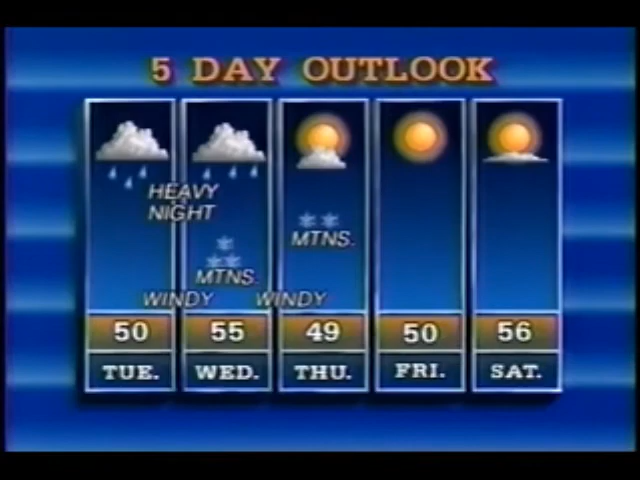 5 DAY OUTLOOK
HEAVY
NIGHT
MTNS.
MTNS.
WINDY WINDY
50 55 49 50 56
TUE. WED. THU. FRI. SAT.